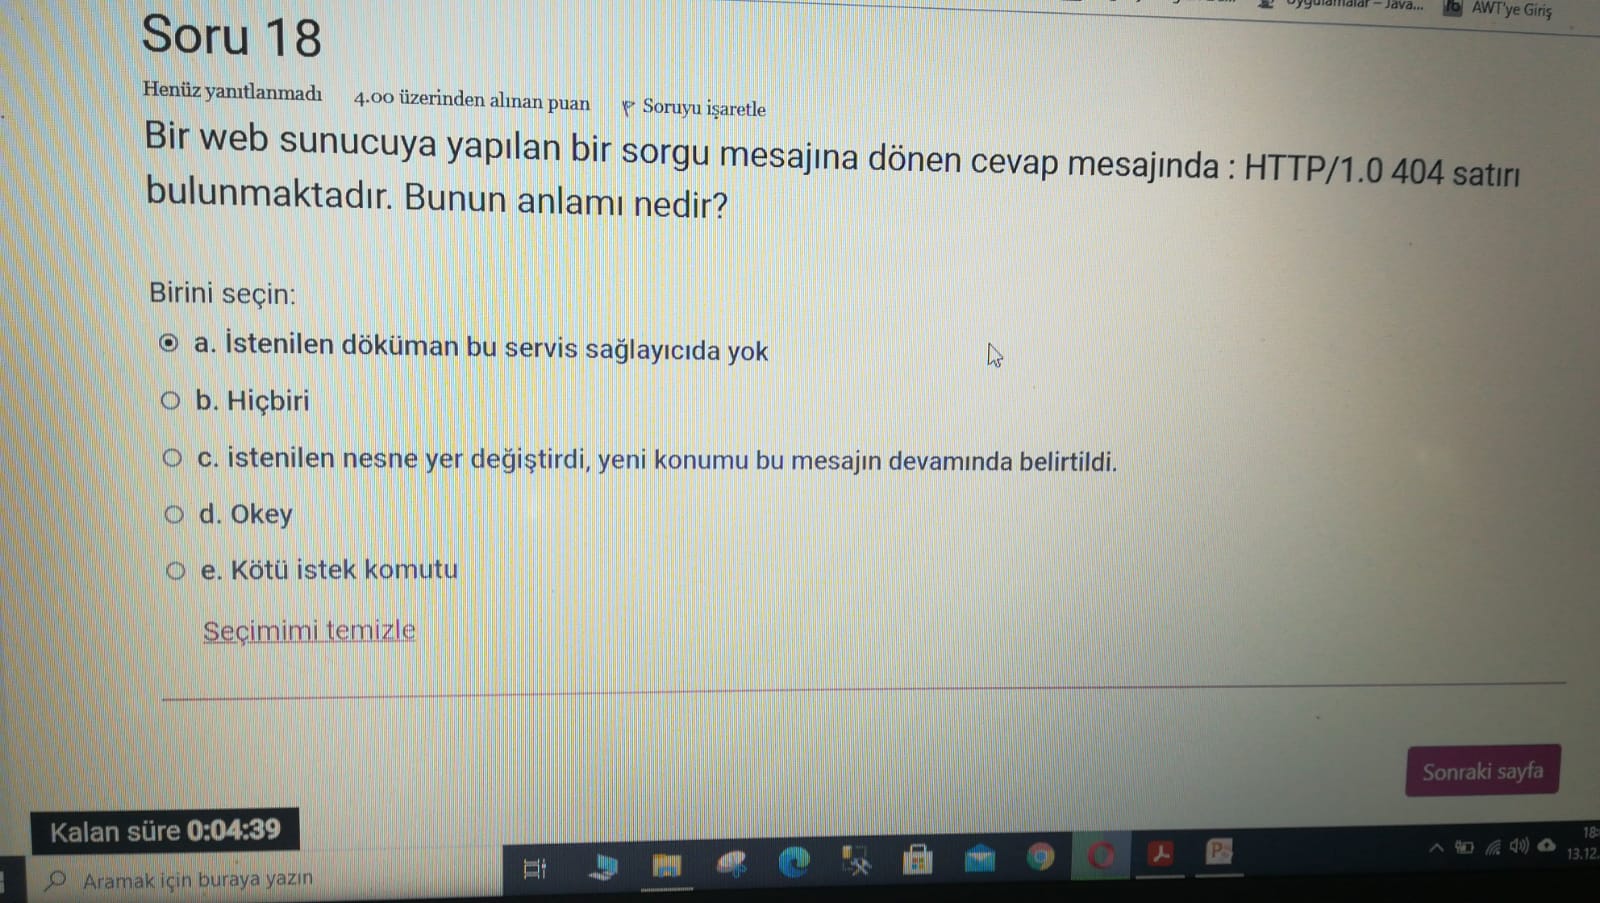 Uygulamalar – Java...
AWT'ye Giriş
Soru 18
Henüz yanıtlanmadı 4.00 üzerinden alınan puan Soruyu işaretle
Bir web sunucuya yapılan bir sorgu mesajına dönen cevap mesajında : HTTP/1.0 404 satırı
bulunmaktadır. Bunun anlamı nedir?
Birini seçin:
a. İstenilen döküman bu servis sağlayıcıda yok
b. Hiçbiri
c. istenilen nesne yer değiştirdi, yeni konumu bu mesajın devamında belirtildi.
d. Okey
e. Kötü istek komutu
Seçimimi temizle
Sonraki sayfa
Kalan süre 0:04:39
Aramak için buraya yazın
18:
13.12.